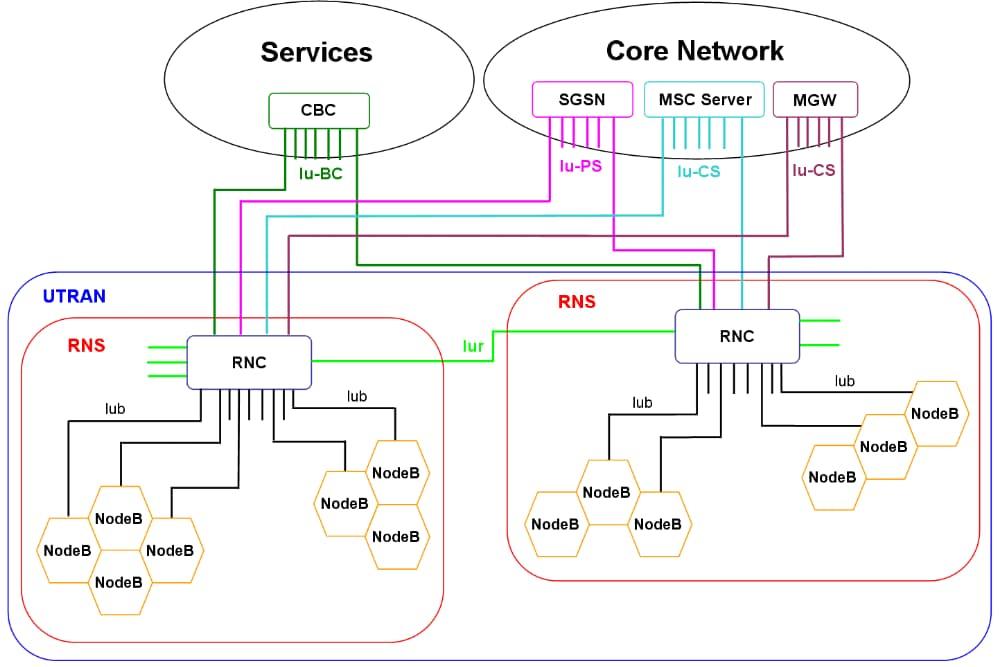 Services
Core Network
CBC
SGSN
MSC Server
MGW
Iu-BC
Iu-PS
Iu-CS
Iu-CS
UTRAN
RNS
RNS
RNC
RNC
Iur
Iub
Iub
Iub
Iub
NodeB
NodeB
NodeB
NodeB
NodeB
NodeB
NodeB
NodeB
NodeB
NodeB
NodeB
NodeB
NodeB